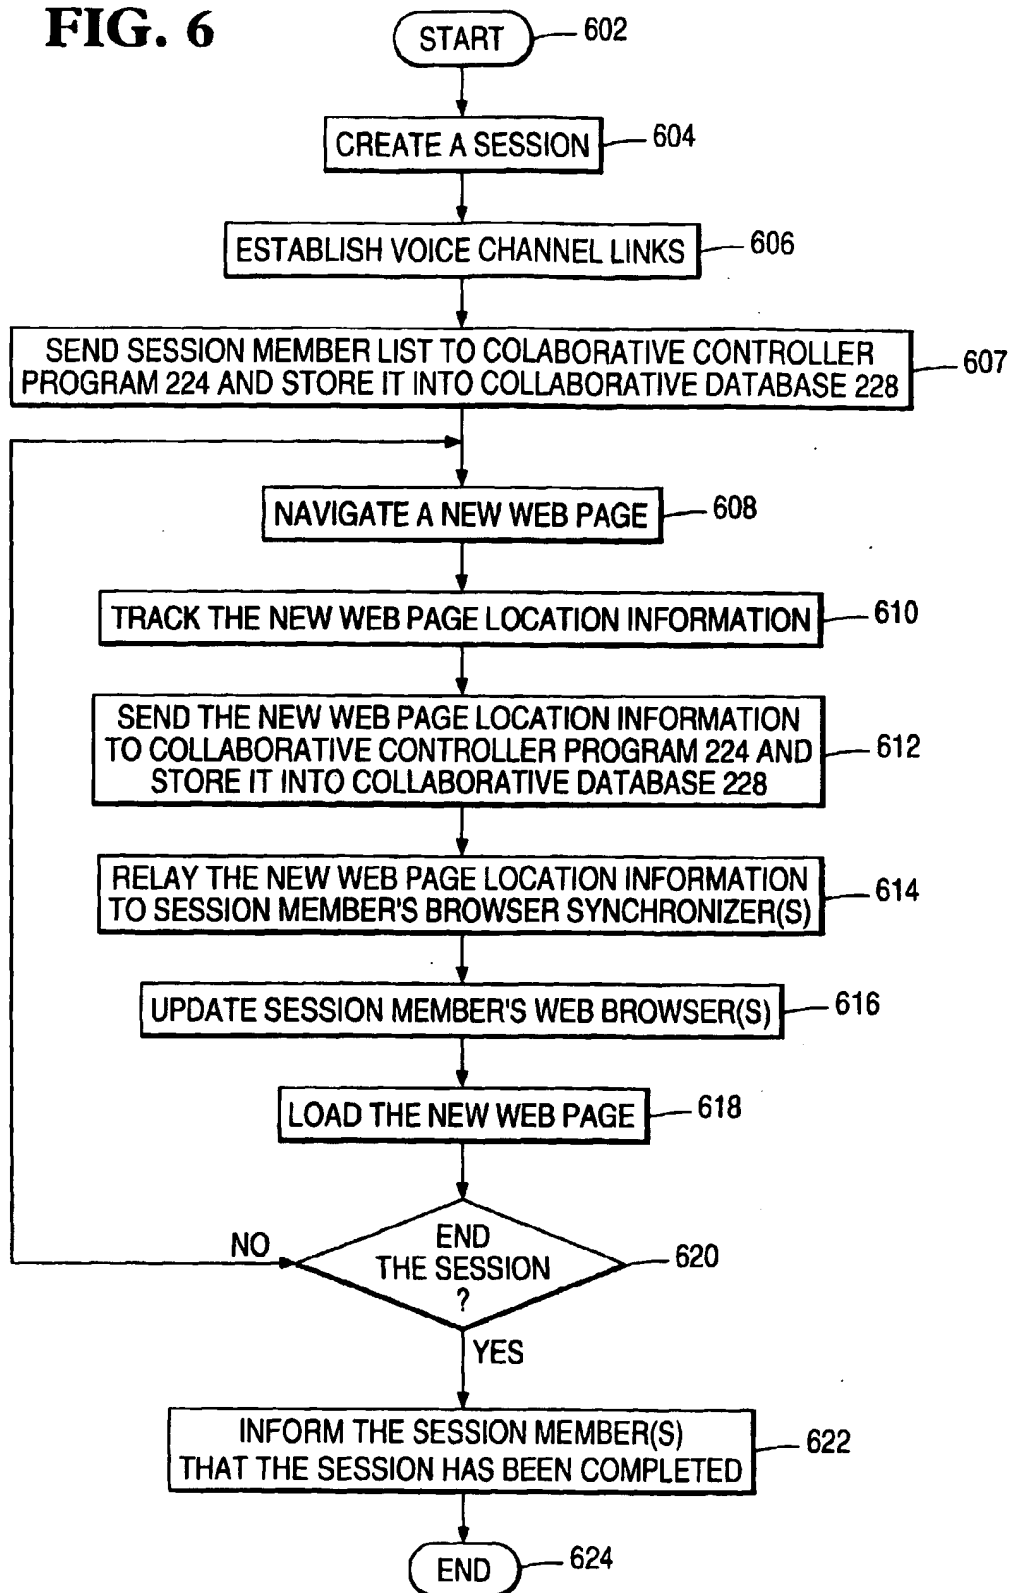 FIG. 6
START
602
CREATE A SESSION
604
ESTABLISH VOICE CHANNEL LINKS
606
SEND SESSION MEMBER LIST TO COLABORATIVE CONTROLLER
PROGRAM 224 AND STORE IT INTO COLLABORATIVE DATABASE 228
607
NAVIGATE A NEW WEB PAGE
608
TRACK THE NEW WEB PAGE LOCATION INFORMATION
610
SEND THE NEW WEB PAGE LOCATION INFORMATION
TO COLLABORATIVE CONTROLLER PROGRAM 224 AND
STORE IT INTO COLLABORATIVE DATABASE 228
612
RELAY THE NEW WEB PAGE LOCATION INFORMATION
TO SESSION MEMBER'S BROWSER SYNCHRONIZER(S)
614
UPDATE SESSION MEMBER'S WEB BROWSER(S)
616
LOAD THE NEW WEB PAGE
618
NO
END
THE SESSION
?
620
YES
INFORM THE SESSION MEMBER(S)
THAT THE SESSION HAS BEEN COMPLETED
622
END
624